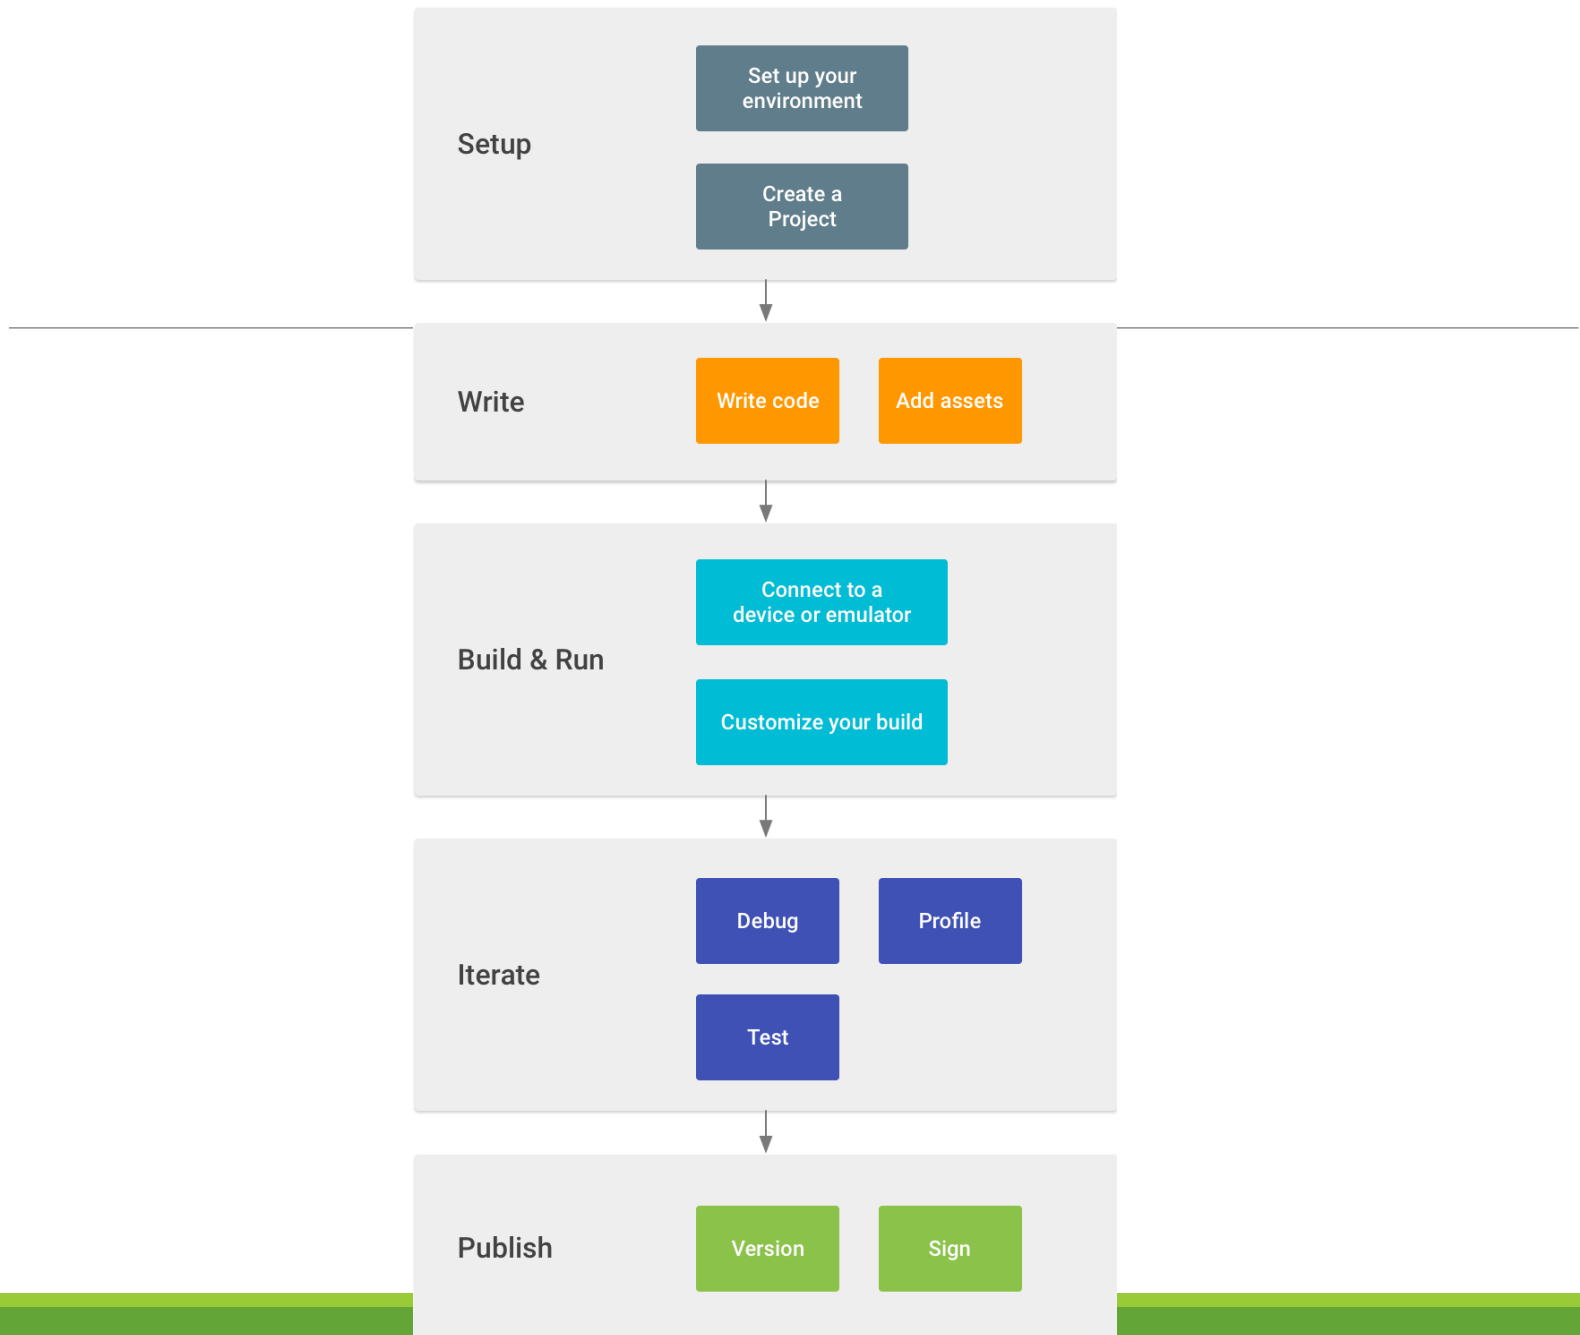 Setup
Set up your
environment
Create a
Project
Write
Write code
Add assets
Build & Run
Connect to a
device or emulator
Customize your build
Iterate
Debug
Profile
Test
Publish
Version
Sign